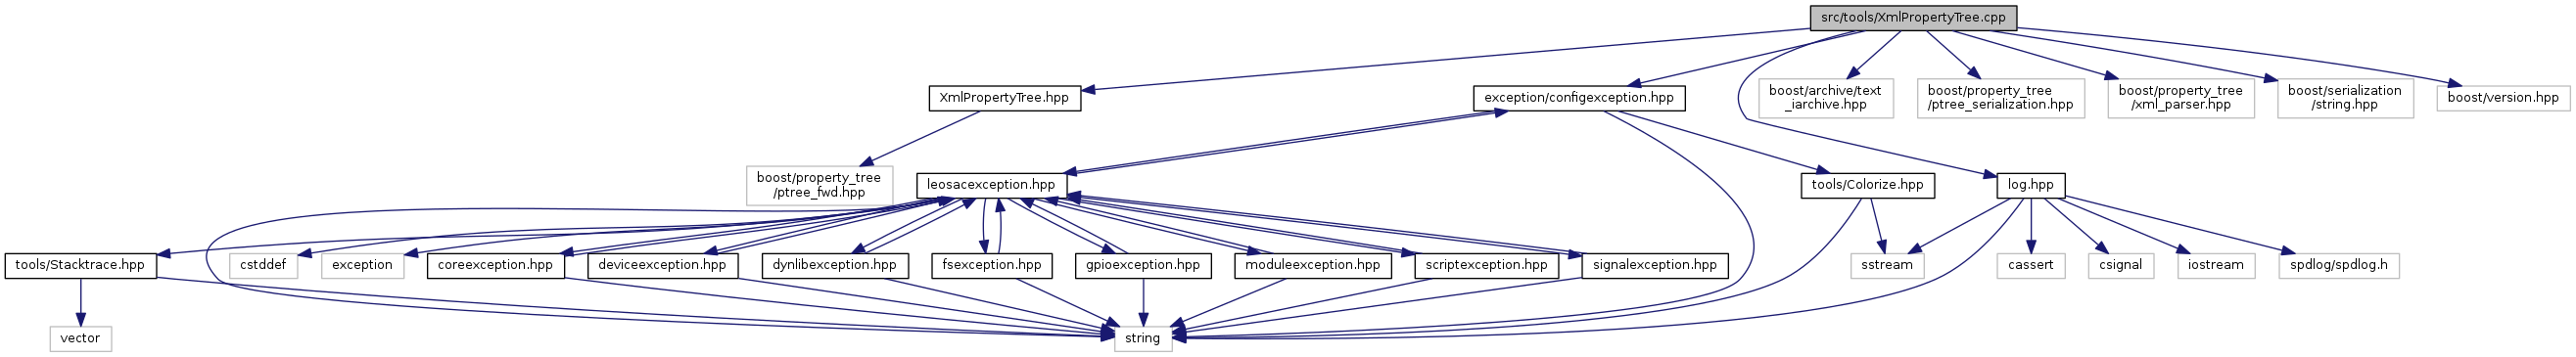 src/tools/XmlPropertyTree.cpp
XmlPropertyTree.hpp
exception/configexception.hpp
boost/archive/text
_iarchive.hpp
boost/property_tree
/ptree_serialization.hpp
boost/property_tree
/xml_parser.hpp
boost/serialization
/string.hpp
boost/version.hpp
boost/property_tree
/ptree_fwd.hpp
leosacexception.hpp
tools/Colorize.hpp
log.hpp
tools/Stacktrace.hpp
cstddef
exception
coreexception.hpp
deviceexception.hpp
dynlibexception.hpp
fsexception.hpp
gpioexception.hpp
moduleexception.hpp
scriptexception.hpp
signalexception.hpp
sstream
cassert
csignal
iostream
spdlog/spdlog.h
vector
string